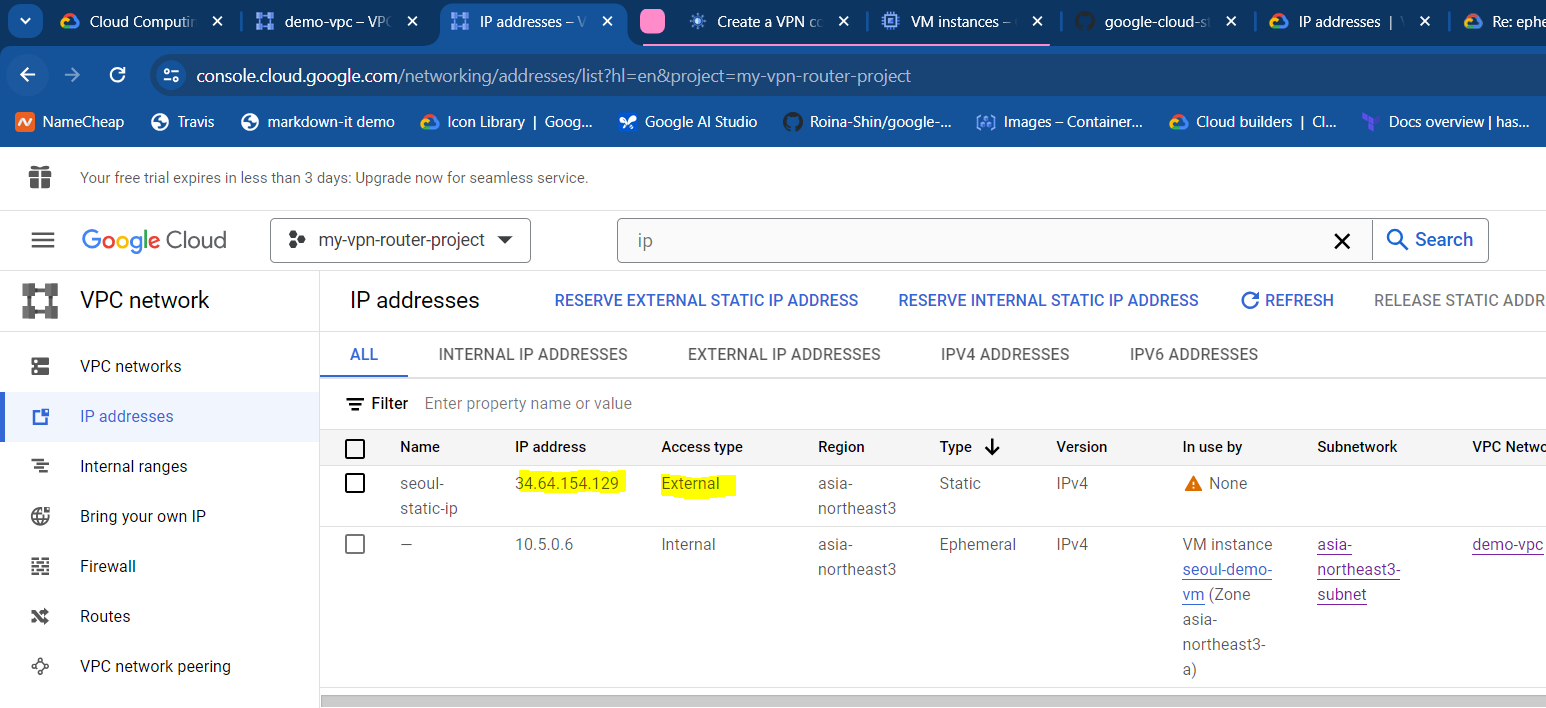 Cloud Computin
demo-vpc – VPC
IP addresses – V
Create a VPN co
VM instances –
google-cloud-st
IP addresses |
Re: ephe
console.cloud.google.com/networking/addresses/list?hl=en&project=my-vpn-router-project
NameCheap
Travis
markdown-it demo
Icon Library | Goog...
Google AI Studio
Roina-Shin/google-...
Images – Container...
Cloud builders | Cl...
Docs overview | has...
Your free trial expires in less than 3 days: Upgrade now for seamless service.
Google Cloud
my-vpn-router-project
ip
Search
VPC network
VPC networks
IP addresses
Internal ranges
Bring your own IP
Firewall
Routes
VPC network peering
IP addresses
RESERVE EXTERNAL STATIC IP ADDRESS
RESERVE INTERNAL STATIC IP ADDRESS
REFRESH
RELEASE STATIC ADDR
ALL
INTERNAL IP ADDRESSES
EXTERNAL IP ADDRESSES
IPV4 ADDRESSES
IPV6 ADDRESSES
Filter
Enter property name or value
Name
IP address
Access type
Region
Type
Version
In use by
Subnetwork
VPC Netwo
seoul-
static-ip
34.64.154.129
External
asia-
northeast3
Static
IPv4
None
—
10.5.0.6
Internal
asia-
northeast3
Ephemeral
IPv4
VM instance
seoul-demo-
vm (Zone
asia-
northeast3-
a)
asia-
northeast3-
subnet
demo-vpc